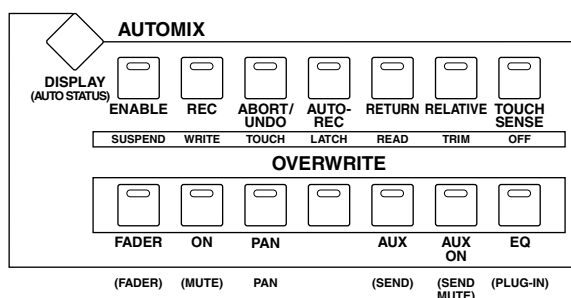 AUTOMIX
DISPLAY
(AUTO STATUS)
ENABLE REC ABORT/ UNDO AUTO- REC RETURN RELATIVE TOUCH SENSE
SUSPEND WRITE TOUCH LATCH READ TRIM OFF
OVERWRITE
FADER ON PAN AUX AUX ON EQ
(FADER) (MUTE) PAN (SEND) (SEND MUTE) (PLUG-IN)